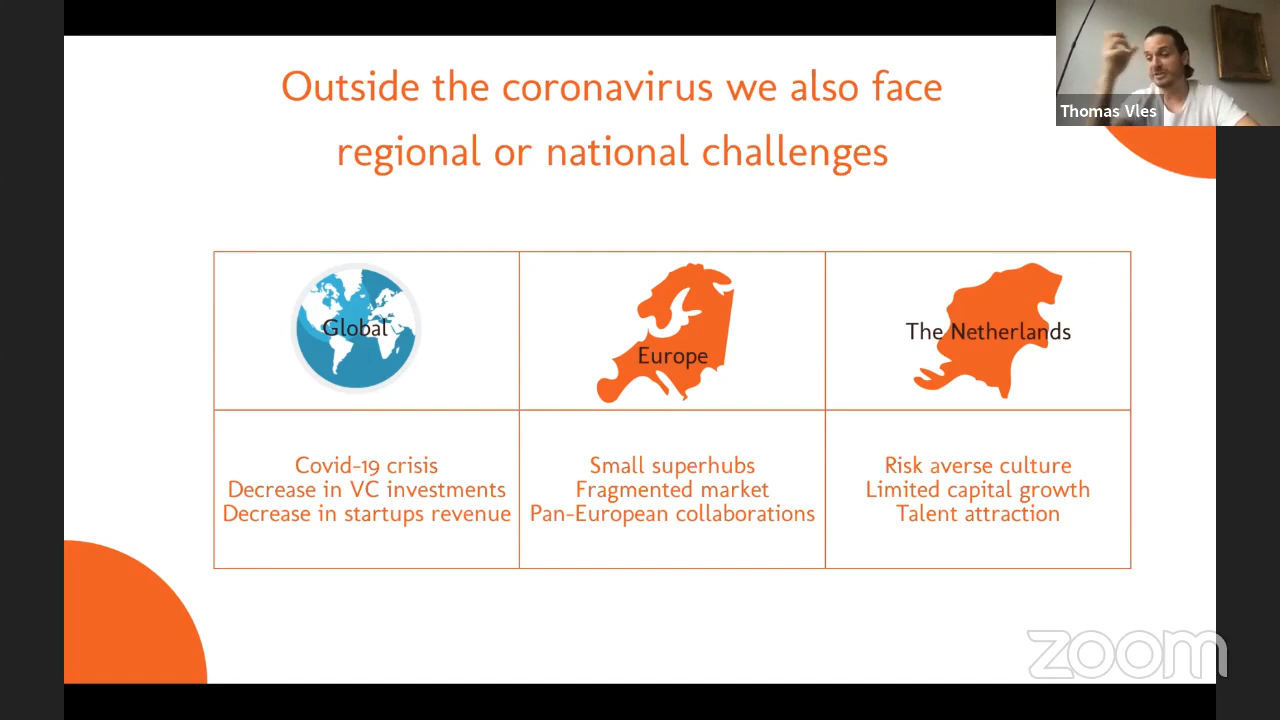 Outside the coronavirus we also face
regional or national challenges
Thomas Vles
Global
Europe
The Netherlands
Covid-19 crisis
Decrease in VC investments
Decrease in startups revenue
Small superhubs
Fragmented market
Pan-European collaborations
Risk averse culture
Limited capital growth
Talent attraction
zoom